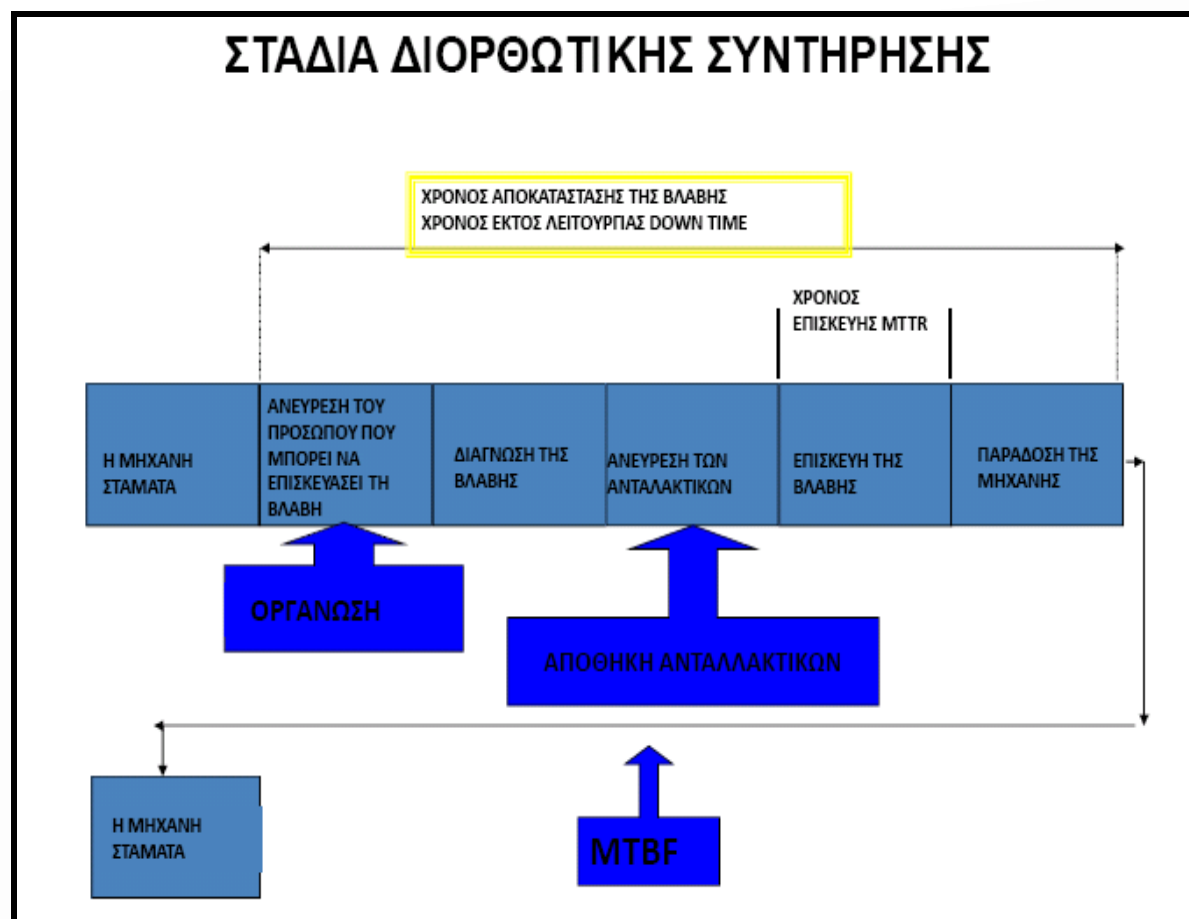 ΣΤΑΔΙΑ ΔΙΟΡΘΩΤΙΚΗΣ ΣΥΝΤΗΡΗΣΗΣ
ΧΡΟΝΟΣ ΑΠΟΚΑΤΑΣΤΑΣΗΣ ΤΗΣ ΒΛΑΒΗΣ
ΧΡΟΝΟΣ ΕΚΤΟΣ ΛΕΙΤΟΥΡΓΙΑΣ DOWN TIME
ΧΡΟΝΟΣ
ΕΠΙΣΚΕΥΗΣ MTTR
Η ΜΗΧΑΝΗ
ΣΤΑΜΑΤΑ
ΑΝΕΥΡΕΣΗ ΤΟΥ
ΠΡΟΣΩΠΟΥ ΠΟΥ
ΜΠΟΡΕΙ ΝΑ
ΕΠΙΣΚΕΥΑΣΕΙ ΤΗ
ΒΛΑΒΗ
ΔΙΑΓΝΩΣΗ ΤΗΣ
ΒΛΑΒΗΣ
ΑΝΕΥΡΕΣΗ ΤΩΝ
ΑΝΤΑΛΑΚΤΙΚΩΝ
ΕΠΙΣΚΕΥΗ ΤΗΣ
ΒΛΑΒΗΣ
ΠΑΡΑΔΟΣΗ ΤΗΣ
ΜΗΧΑΝΗΣ
ΟΡΓΑΝΩΣΗ
ΑΠΟΘΗΚΗ ΑΝΤΑΛΛΑΚΤΙΚΩΝ
Η ΜΗΧΑΝΗ
ΣΤΑΜΑΤΑ
MTBF